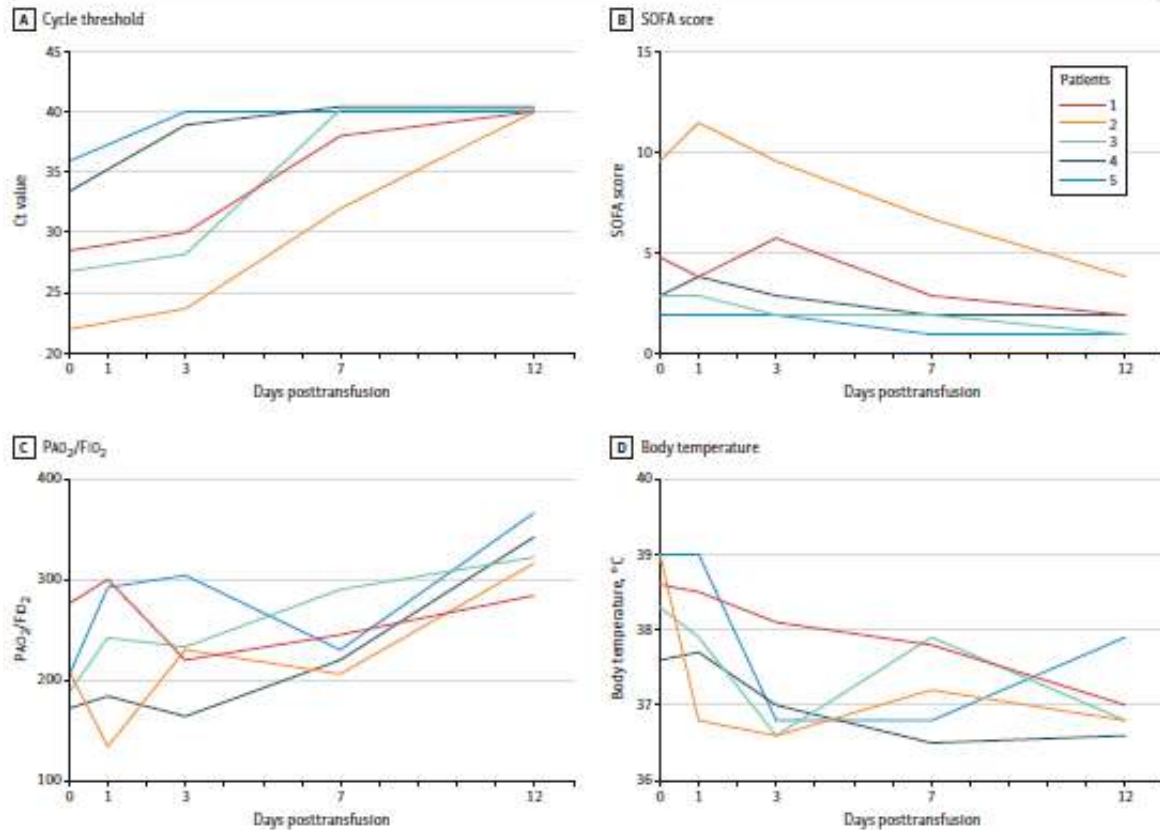 A Cycle threshold
45
40
35
30
25
20
Ct value
0 1 3 7 12
Days posttransfusion
B SOFA score
15
10
5
0
SOFA score
Patients
1
2
3
4
5
0 1 3 7 12
Days posttransfusion
C PAO₂/FIO₂
400
300
200
100
PAO₂/FIO₂
0 1 3 7 12
Days posttransfusion
D Body temperature
40
39
38
37
36
Body temperature, °C
0 1 3 7 12
Days posttransfusion